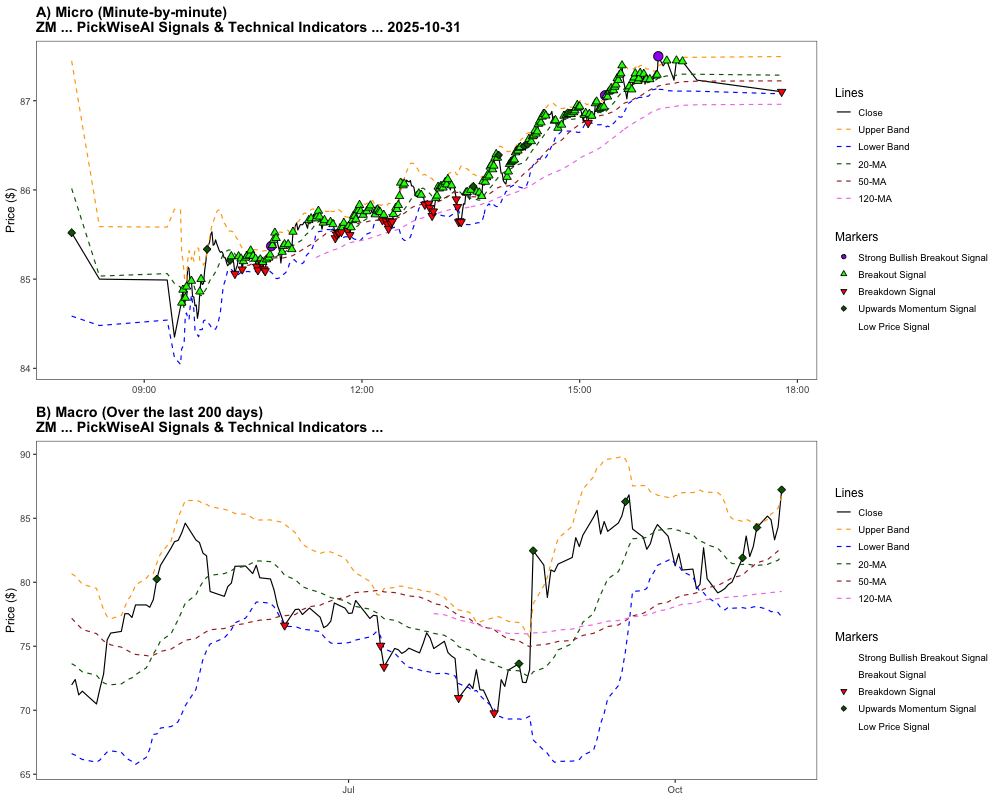 A) Micro (Minute-by-minute)
ZM ... PickWiseAI Signals & Technical Indicators ... 2025-10-31
Price ($)
87
86
85
84
09:00
12:00
15:00
18:00
Lines
Close
Upper Band
Lower Band
20-MA
50-MA
120-MA
Markers
Strong Bullish Breakout Signal
Breakout Signal
Breakdown Signal
Upwards Momentum Signal
Low Price Signal
B) Macro (Over the last 200 days)
ZM ... PickWiseAI Signals & Technical Indicators ...
Price ($)
90
85
80
75
70
65
Jul
Oct
Lines
Close
Upper Band
Lower Band
20-MA
50-MA
120-MA
Markers
Strong Bullish Breakout Signal
Breakout Signal
Breakdown Signal
Upwards Momentum Signal
Low Price Signal